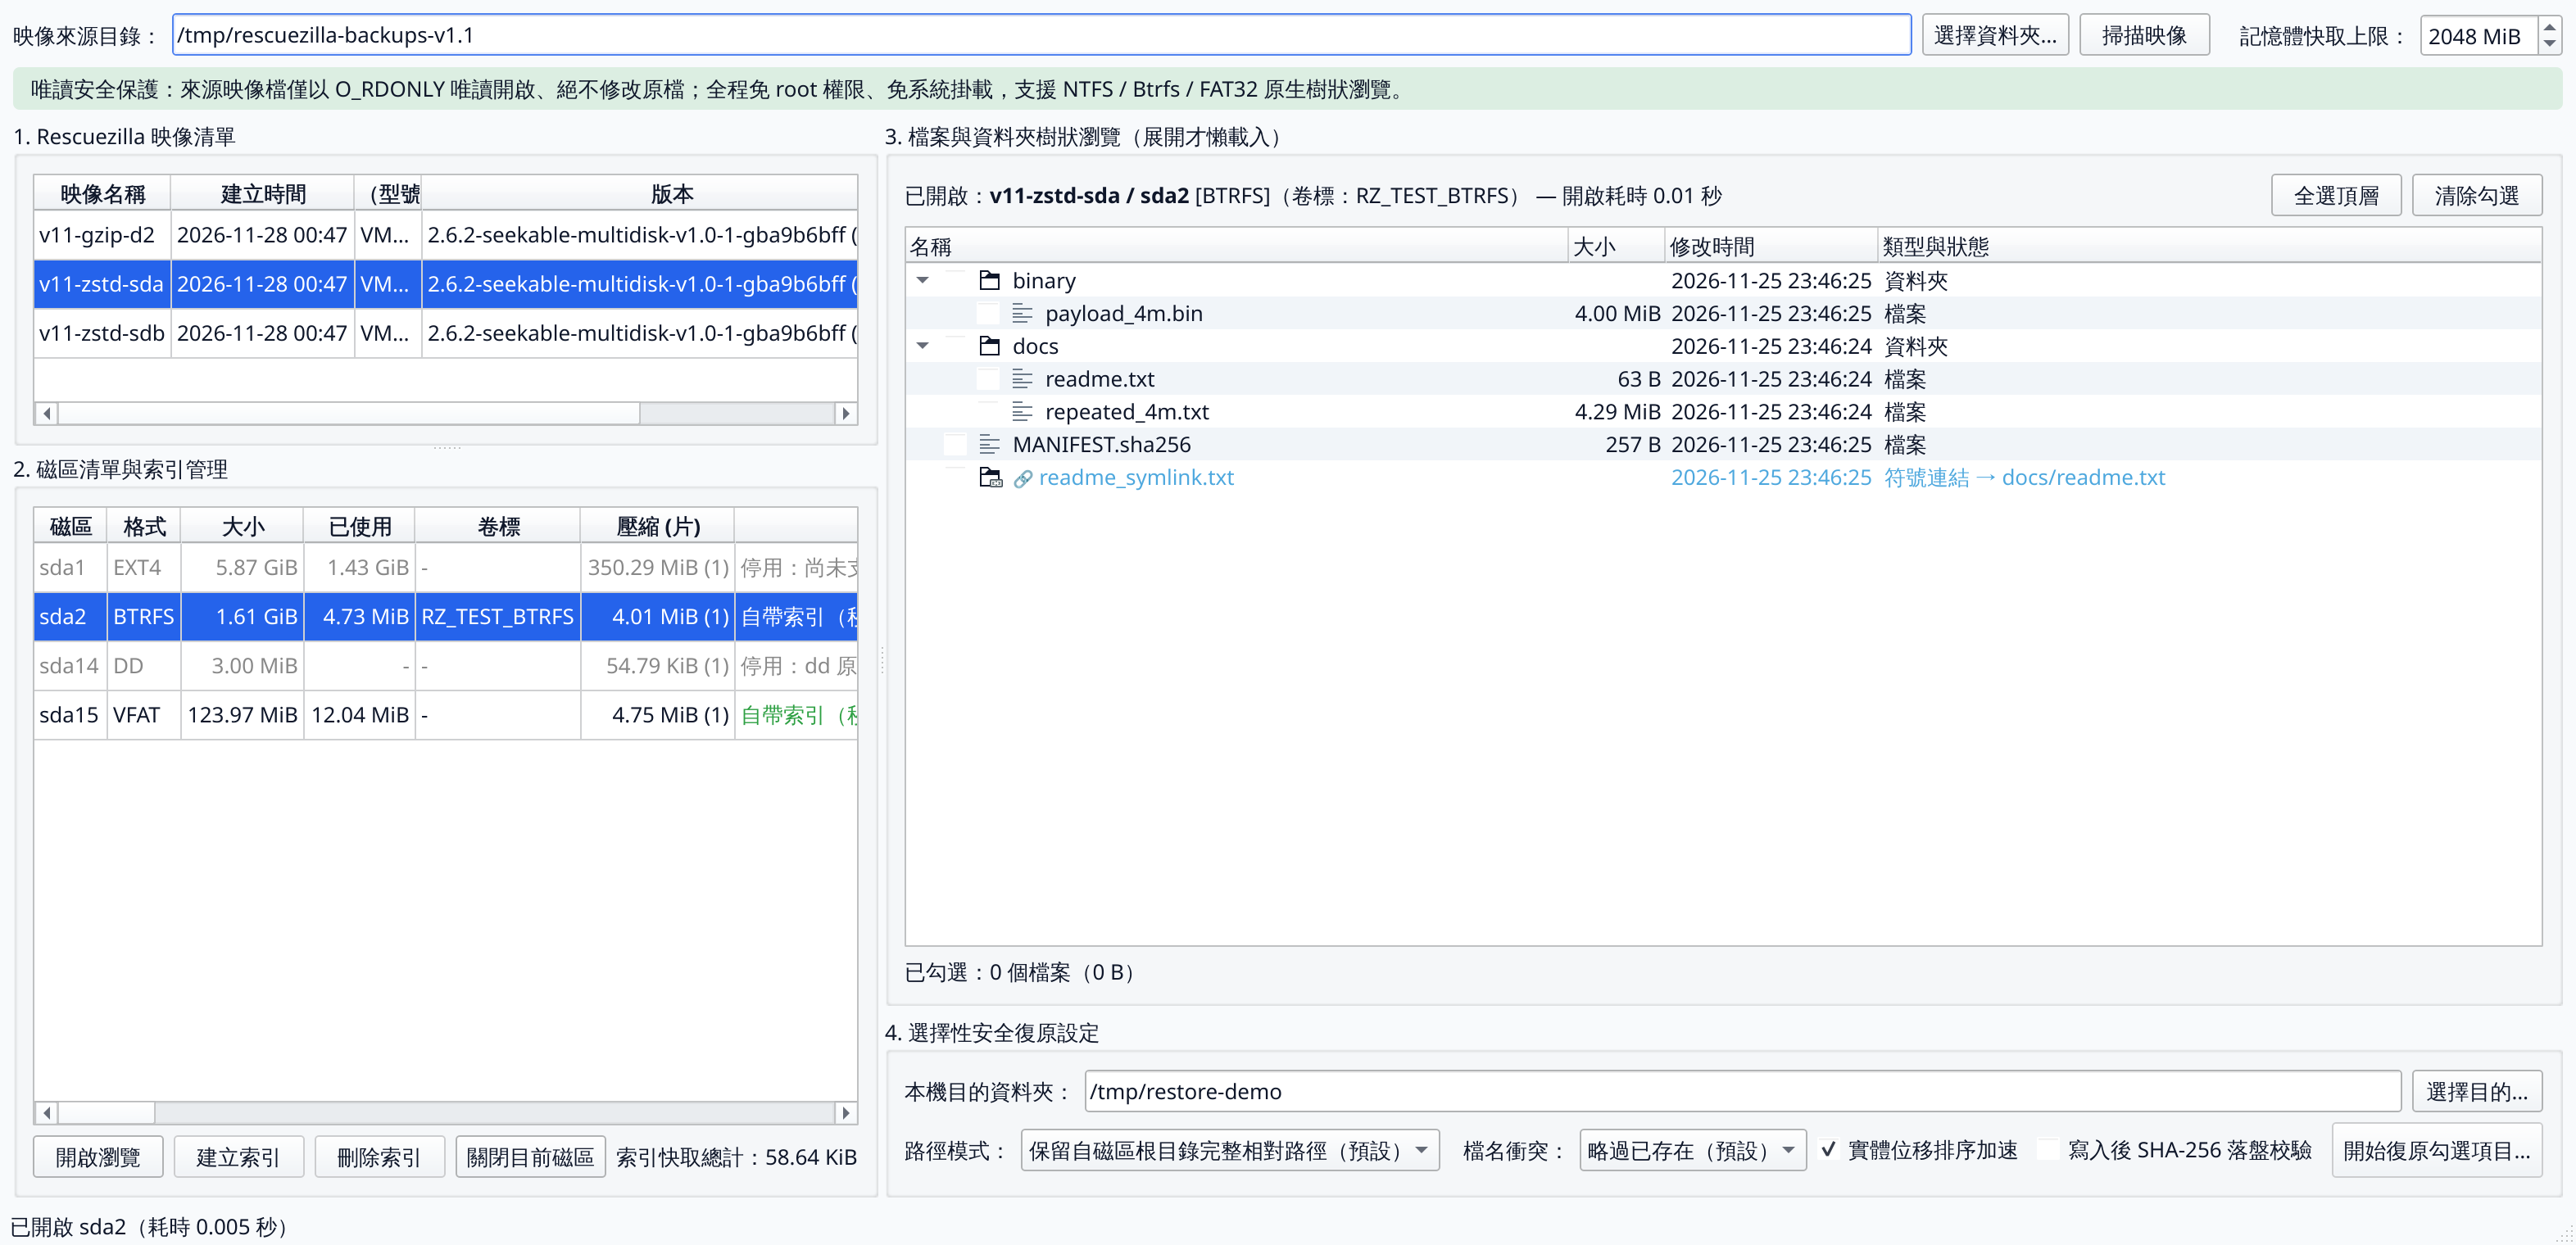 映像來源目錄： /tmp/rescuezilla-backups-v1.1 選擇資料夾... 掃描映像 記憶體快取上限： 2048 MiB
唯讀安全保護：來源映像檔僅以 O_RDONLY 唯讀開啟、絕不修改原檔；全程免 root 權限、免系統掛載，支援 NTFS / Btrfs / FAT32 原生樹狀瀏覽。
1. Rescuezilla 映像清單
映像名稱 建立時間 （型號 版本
v11-gzip-d2 2026-11-28 00:47 VM... 2.6.2-seekable-multidisk-v1.0-1-gba9b6bff (
v11-zstd-sda 2026-11-28 00:47 VM... 2.6.2-seekable-multidisk-v1.0-1-gba9b6bff (
v11-zstd-sdb 2026-11-28 00:47 VM... 2.6.2-seekable-multidisk-v1.0-1-gba9b6bff (
2. 磁區清單與索引管理
磁區 格式 大小 已使用 卷標 壓縮 (片)
sda1 EXT4 5.87 GiB 1.43 GiB - 350.29 MiB (1) 停用：尚未
sda2 BTRFS 1.61 GiB 4.73 MiB RZ_TEST_BTRFS 4.01 MiB (1) 自帶索引（
sda14 DD 3.00 MiB - - 54.79 KiB (1) 停用：dd 原
sda15 VFAT 123.97 MiB 12.04 MiB - 4.75 MiB (1) 自帶索引（
開啟瀏覽 建立索引 刪除索引 關閉目前磁區 索引快取總計：58.64 KiB
3. 檔案與資料夾樹狀瀏覽（展開才懶載入）
已開啟：v11-zstd-sda / sda2 [BTRFS]（卷標：RZ_TEST_BTRFS） — 開啟耗時 0.01 秒 全選頂層 清除勾選
名稱 大小 修改時間 類型與狀態
binary 2026-11-25 23:46:25 資料夾
payload_4m.bin 4.00 MiB 2026-11-25 23:46:25 檔案
docs 2026-11-25 23:46:24 資料夾
readme.txt 63 B 2026-11-25 23:46:24 檔案
repeated_4m.txt 4.29 MiB 2026-11-25 23:46:24 檔案
MANIFEST.sha256 257 B 2026-11-25 23:46:25 檔案
readme_symlink.txt 2026-11-25 23:46:25 符號連結 → docs/readme.txt
已勾選：0 個檔案（0 B）
4. 選擇性安全復原設定
本機目的資料夾： /tmp/restore-demo 選擇目的...
路徑模式： 保留自磁區根目錄完整相對路徑（預設） 檔名衝突： 略過已存在（預設） ✓ 實體位移排序加速 寫入後 SHA-256 落盤校驗 開始復原勾選項目...
已開啟 sda2（耗時 0.005 秒）